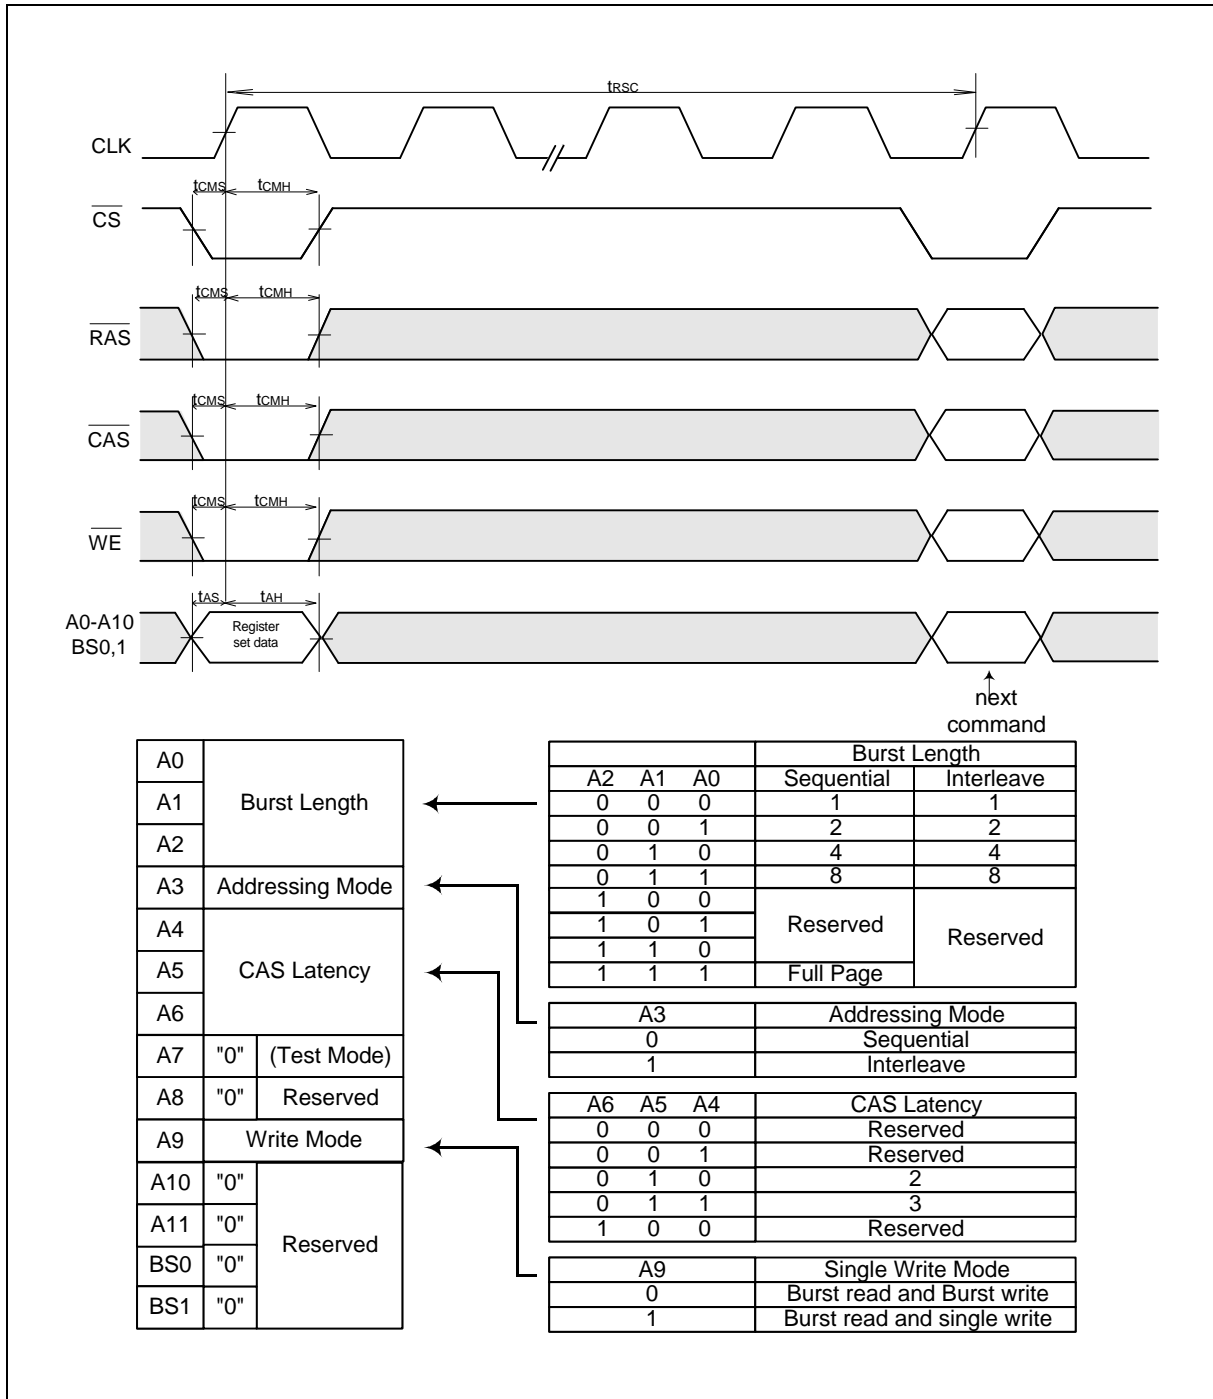 tRSC
CLK
tCMS tCMH
CS
tCMS tCMH
RAS
tCMS tCMH
CAS
tCMS tCMH
WE
tAS tAH
A0-A10
BS0,1
Register
set data
next
command
A0
A1 Burst Length
A2
A3 Addressing Mode
A4
A5 CAS Latency
A6
A7 "0" (Test Mode)
A8 "0" Reserved
A9 Write Mode
A10 "0"
A11 "0"
Reserved
BS0 "0"
BS1 "0"
Burst Length
A2 A1 A0 Sequential Interleave
0 0 0 1 1
0 0 1 2 2
0 1 0 4 4
0 1 1 8 8
1 0 0
1 0 1 Reserved Reserved
1 1 0
1 1 1 Full Page
A3 Addressing Mode
0 Sequential
1 Interleave
A6 A5 A4 CAS Latency
0 0 0 Reserved
0 0 1 Reserved
0 1 0 2
0 1 1 3
1 0 0 Reserved
A9 Single Write Mode
0 Burst read and Burst write
1 Burst read and single write